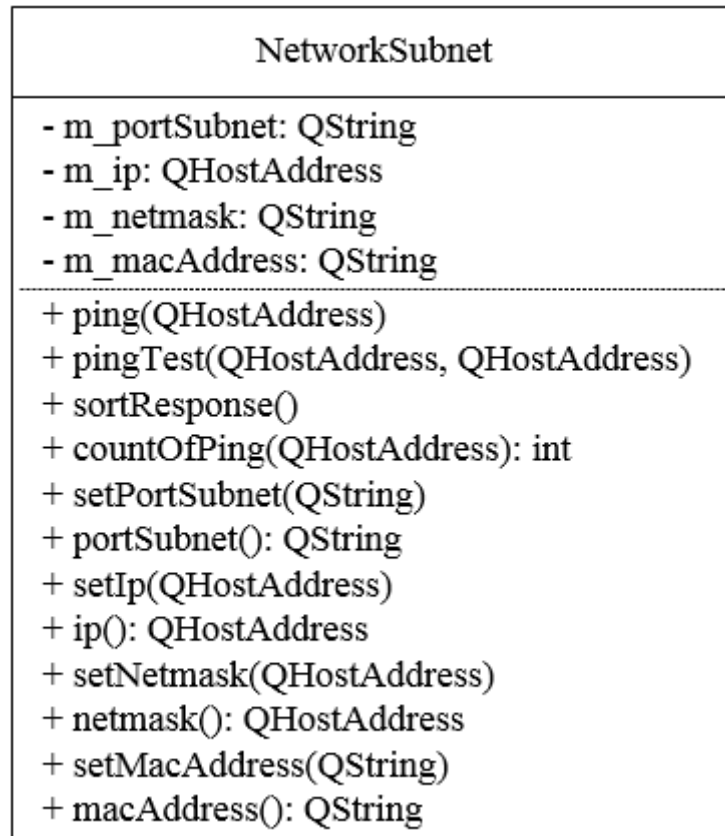 NetworkSubnet
- m_portSubnet: QString
- m_ip: QHostAddress
- m_netmask: QString
- m_macAddress: QString
+ ping(QHostAddress)
+ pingTest(QHostAddress, QHostAddress)
+ sortResponse()
+ countOfPing(QHostAddress): int
+ setPortSubnet(QString)
+ portSubnet(): QString
+ setIp(QHostAddress)
+ ip(): QHostAddress
+ setNetmask(QHostAddress)
+ netmask(): QHostAddress
+ setMacAddress(QString)
+ macAddress(): QString